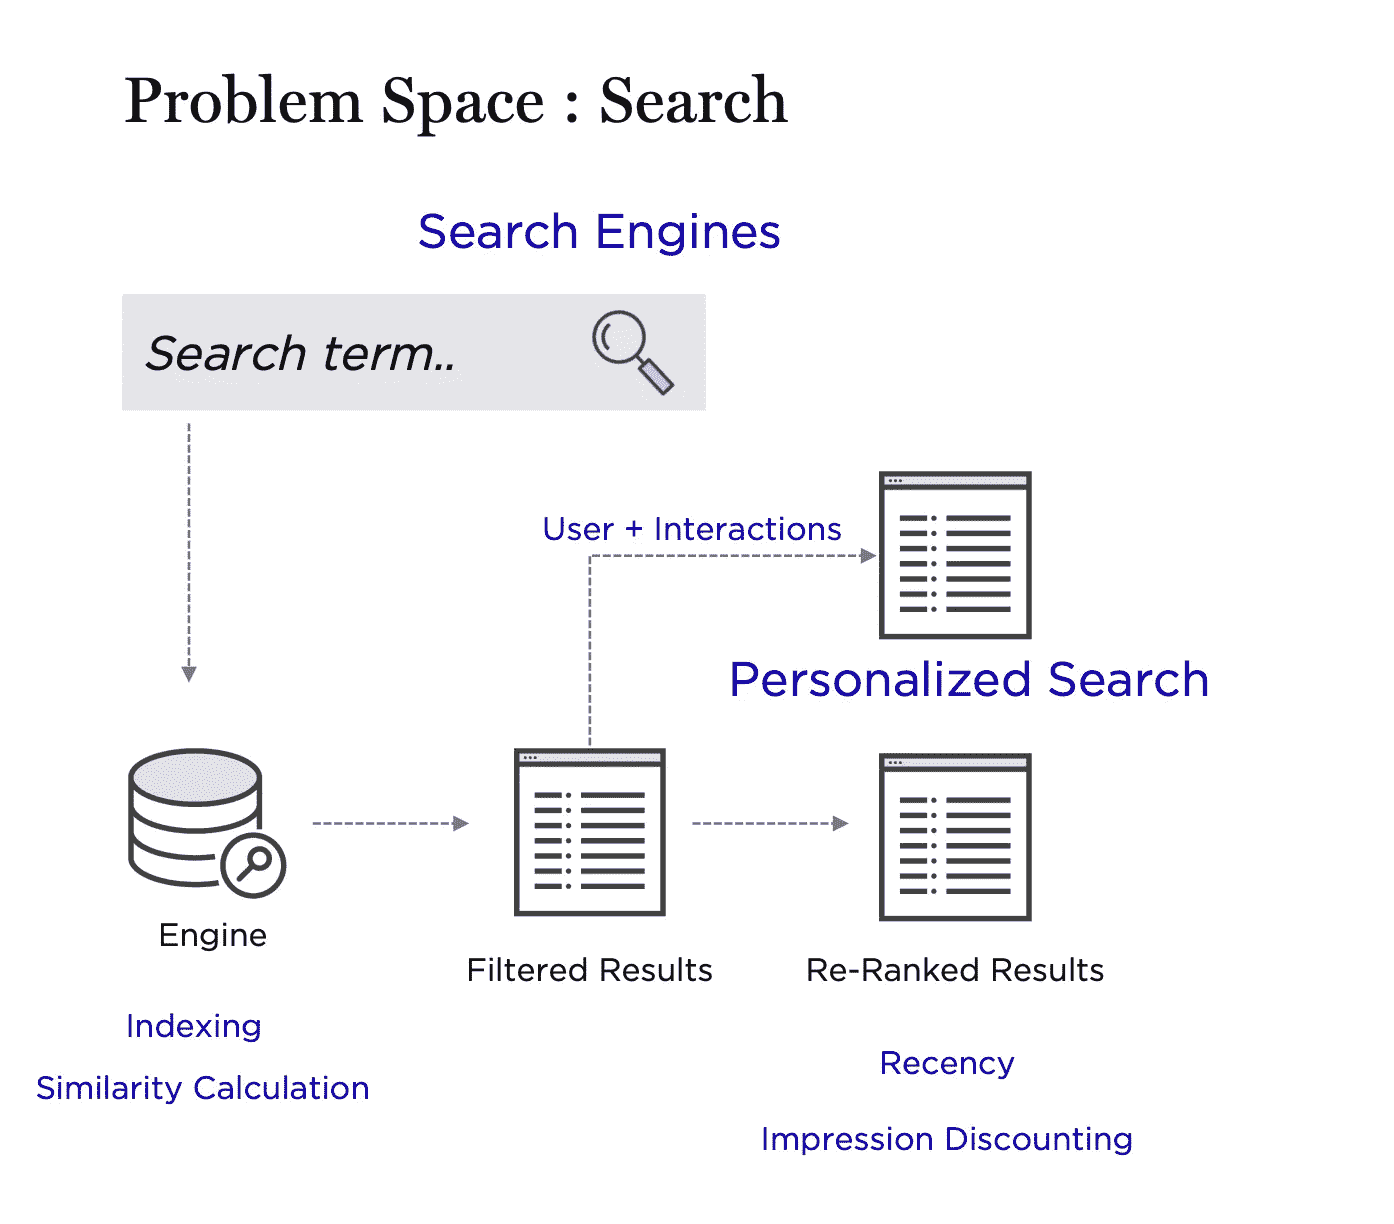 Problem Space : Search
Search Engines
Search term..
User + Interactions
Personalized Search
Engine
Filtered Results
Re-Ranked Results
Indexing
Recency
Similarity Calculation
Impression Discounting